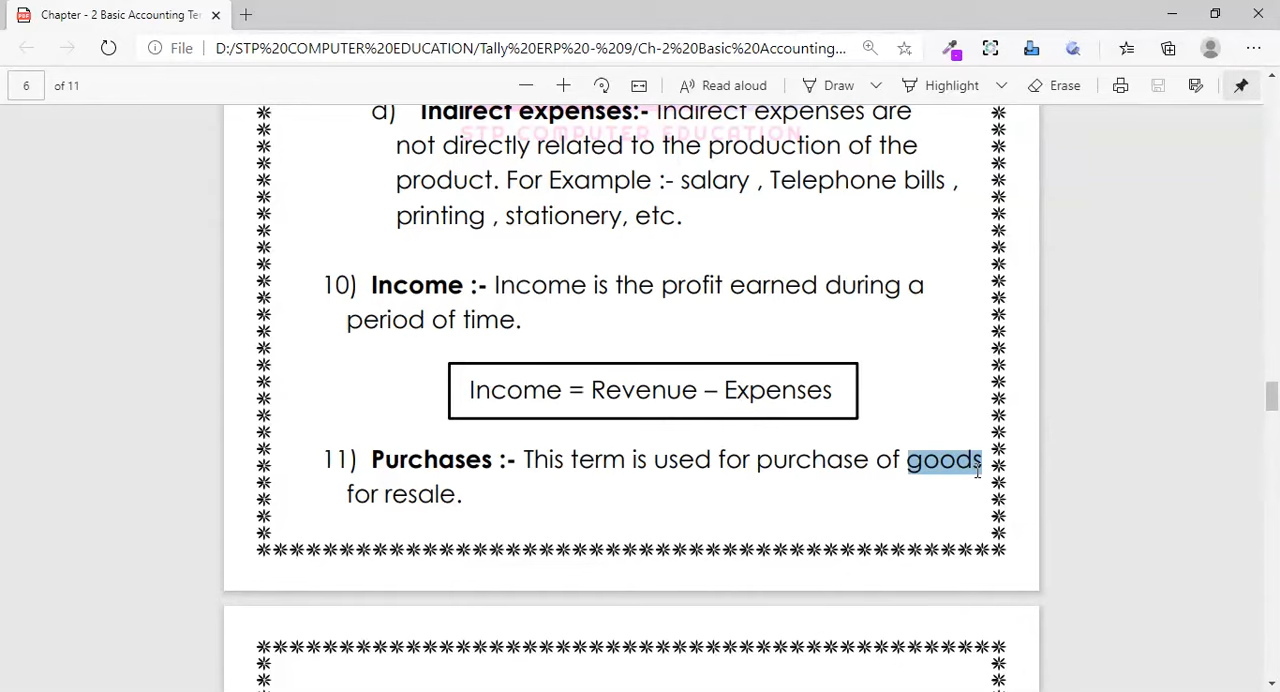 Chapter - 2 Basic Accounting Te
File
D:/STP%20COMPUTER%20EDUCATION/Tally%20ERP%20-%209/Ch-2%20Basic%20Accounting...
6 of 11
Read aloud
Draw
Highlight
Erase
d) Indirect expenses:- Indirect expenses are
STP COMPUTER EDUCATION
not directly related to the production of the
product. For Example :- salary , Telephone bills ,
printing , stationery, etc.
10) Income :- Income is the profit earned during a
period of time.
Income = Revenue – Expenses
11) Purchases :- This term is used for purchase of goods
for resale.